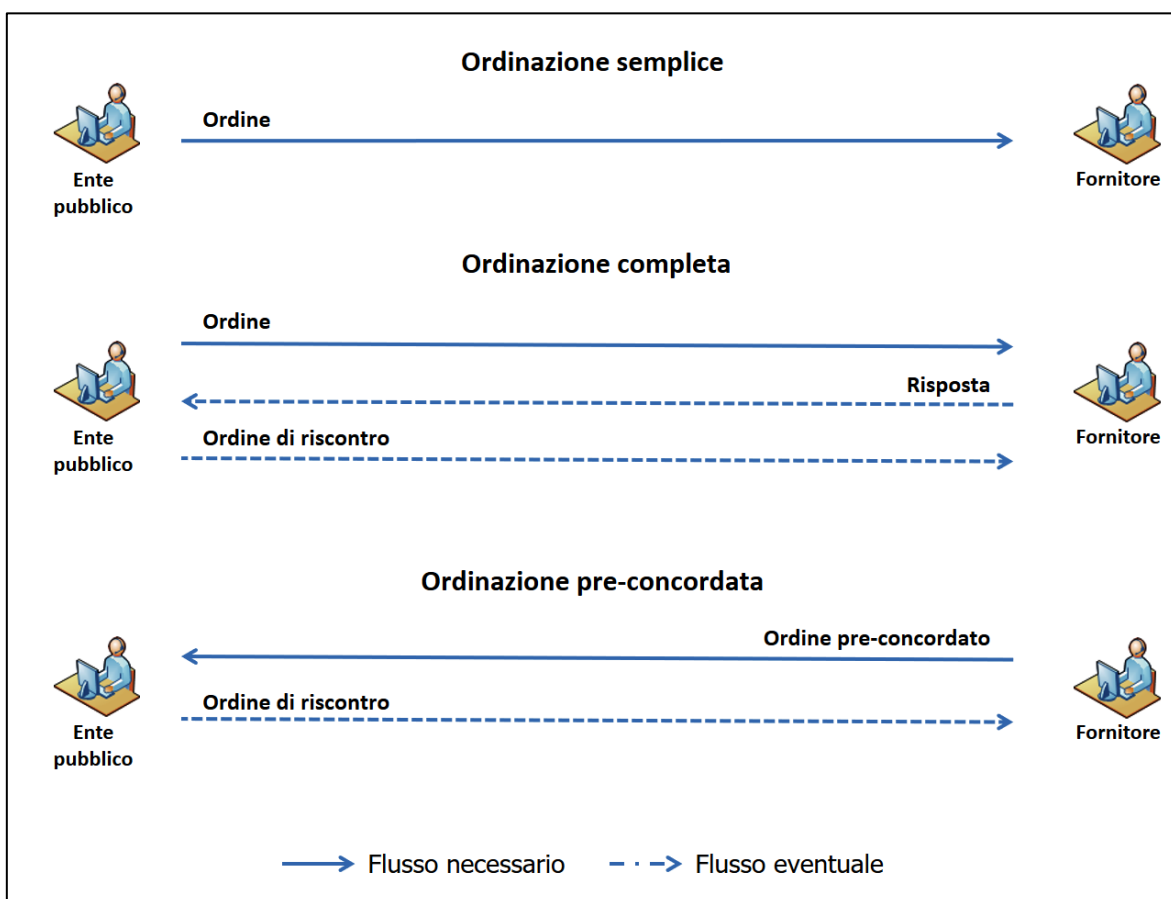 Ordinazione semplice
Ordine
Ente
pubblico
Fornitore
Ordinazione completa
Ordine
Risposta
Ente
pubblico
Ordine di riscontro
Fornitore
Ordinazione pre-concordata
Ordine pre-concordato
Ordine di riscontro
Ente
pubblico
Fornitore
Flusso necessario
Flusso eventuale